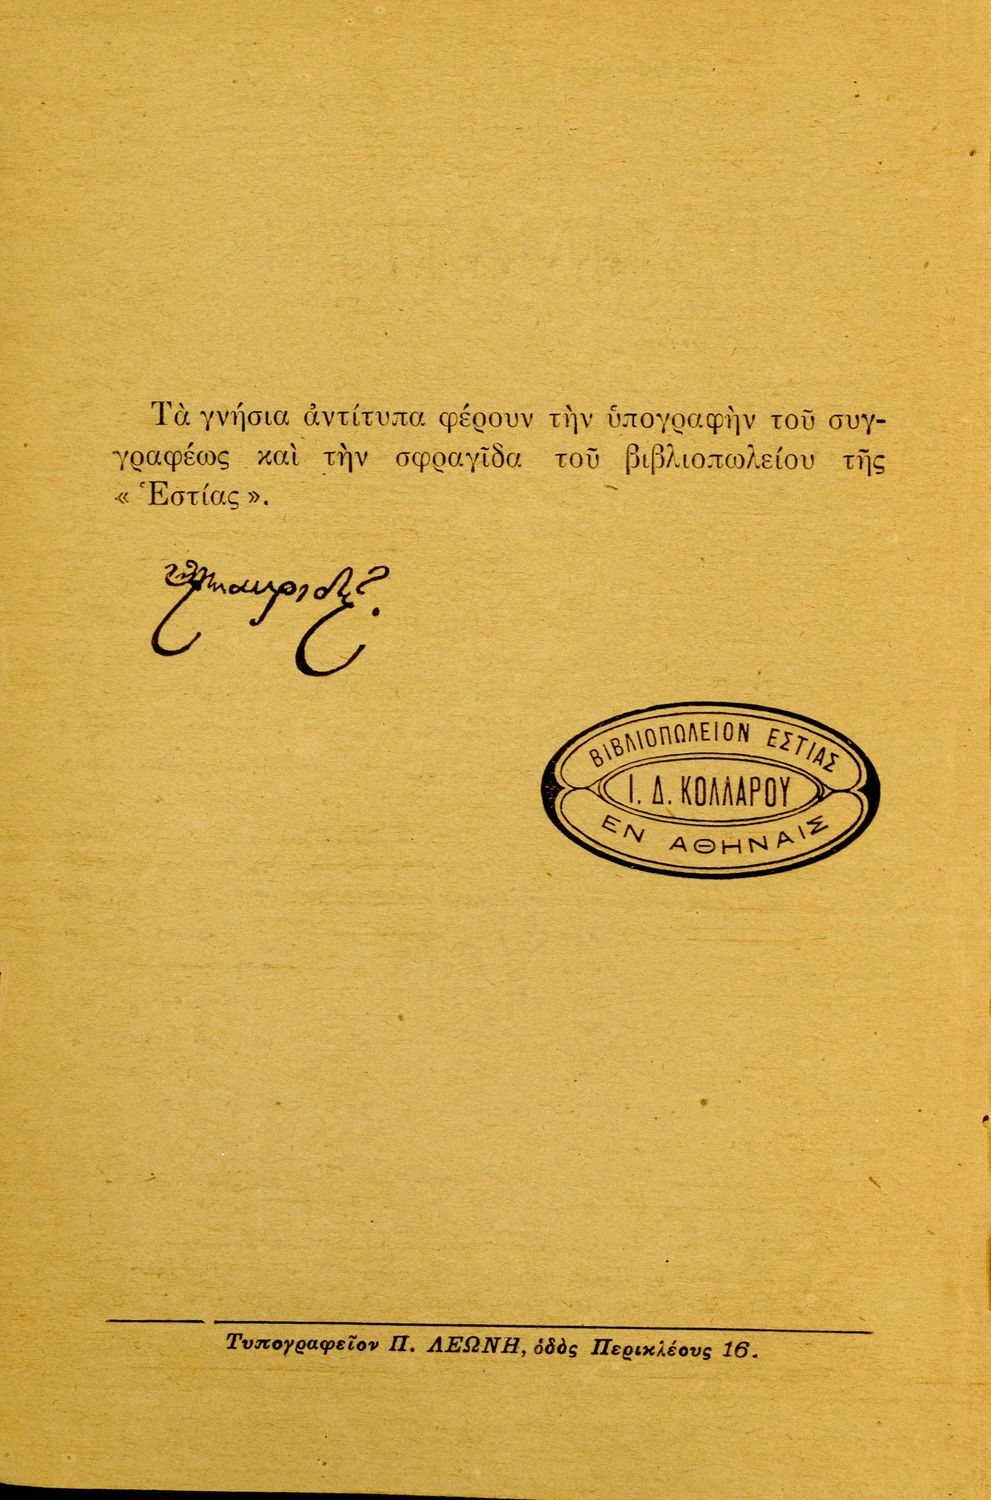 Τὰ γνήσια ἀντίτυπα φέρουν τὴν ὑπογραφὴν τοῦ συγ-
γραφέως καὶ τὴν σφραγῖδα τοῦ βιβλιοπωλείου τῆς
« Ἑστίας ».
ΒΙΒΛΙΟΠΩΛΕΙΟΝ ΕΣΤΙΑΣ
Ι. Δ. ΚΟΛΛΑΡΟΥ
ΕΝ ΑΘΗΝΑΙΣ
Τυπογραφεῖον Π. ΛΕΩΝΗ, ὁδὸς Περικλέους 16.